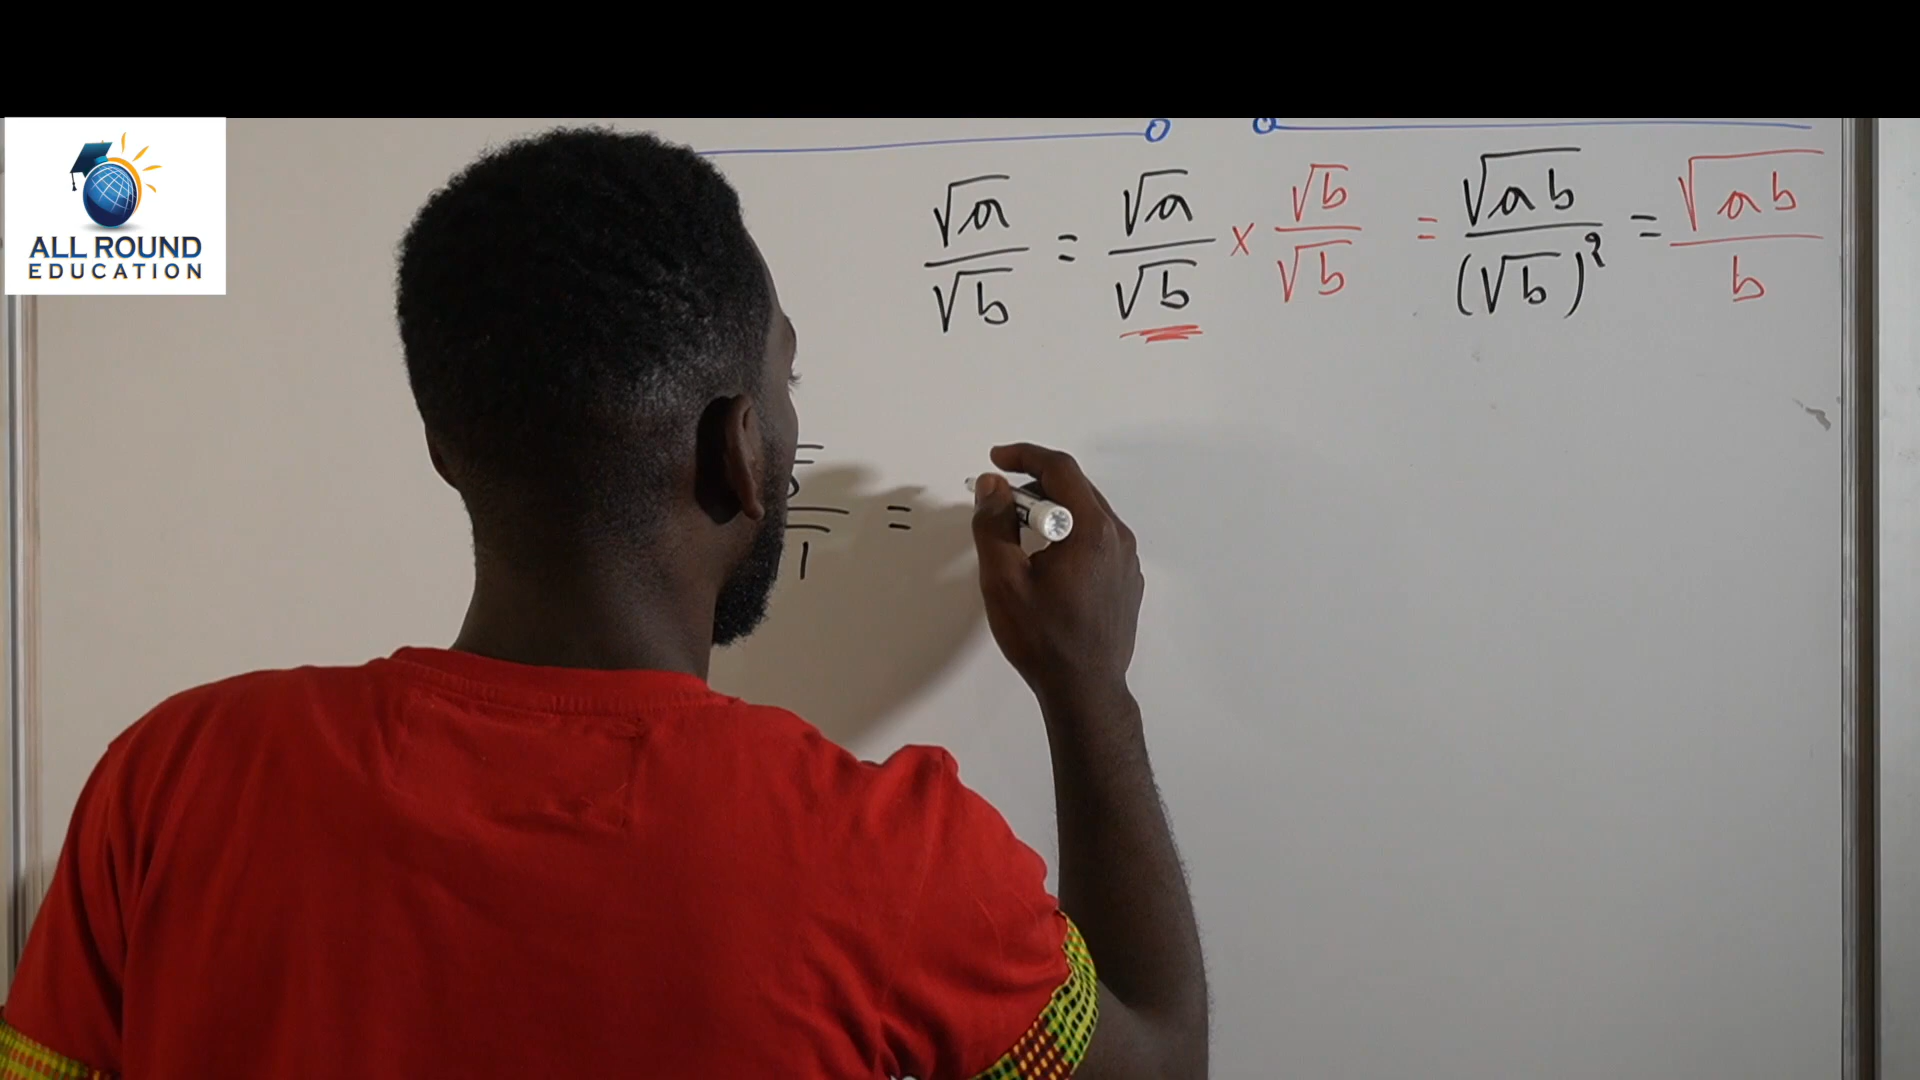 ALL ROUND
EDUCATION
√a/√b = √a/√b × √b/√b = √ab/(√b)² = √ab/b
=